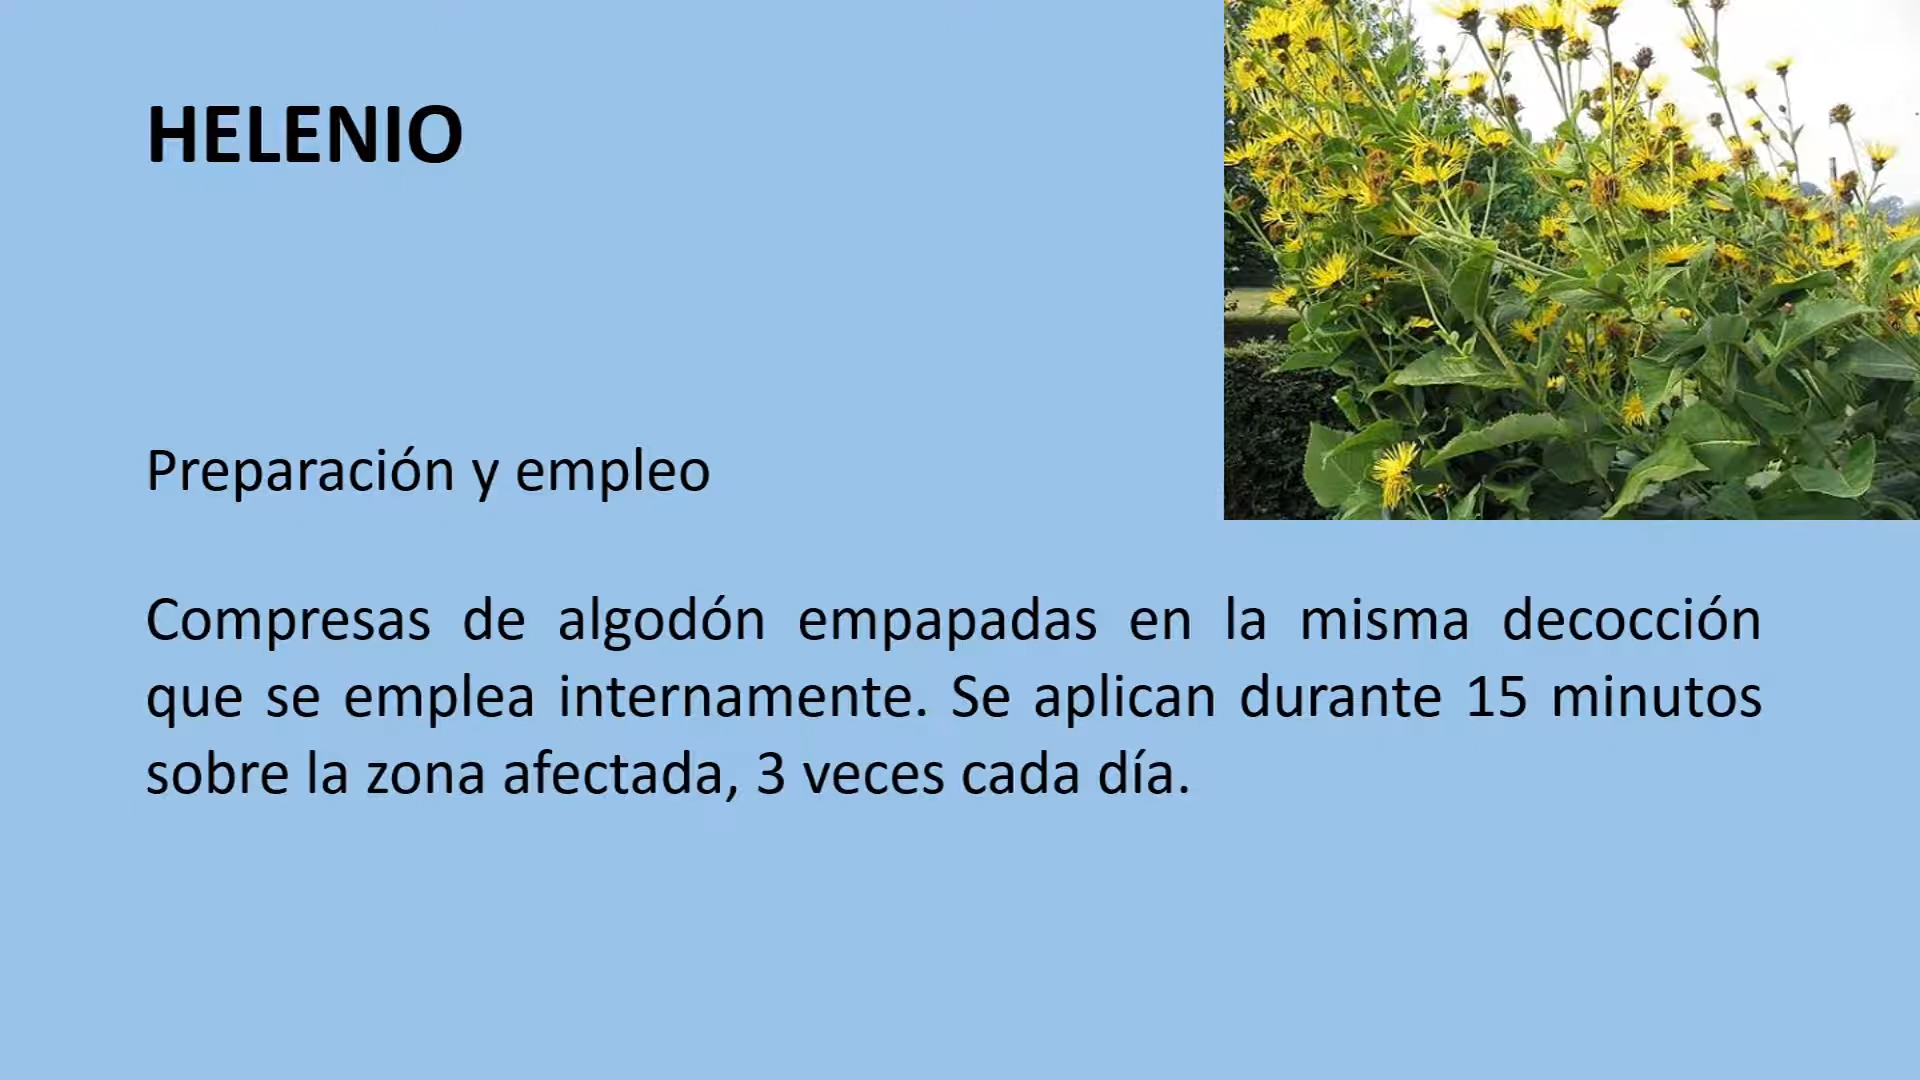 HELENIO
Preparación y empleo
Compresas de algodón empapadas en la misma decocción
que se emplea internamente. Se aplican durante 15 minutos
sobre la zona afectada, 3 veces cada día.